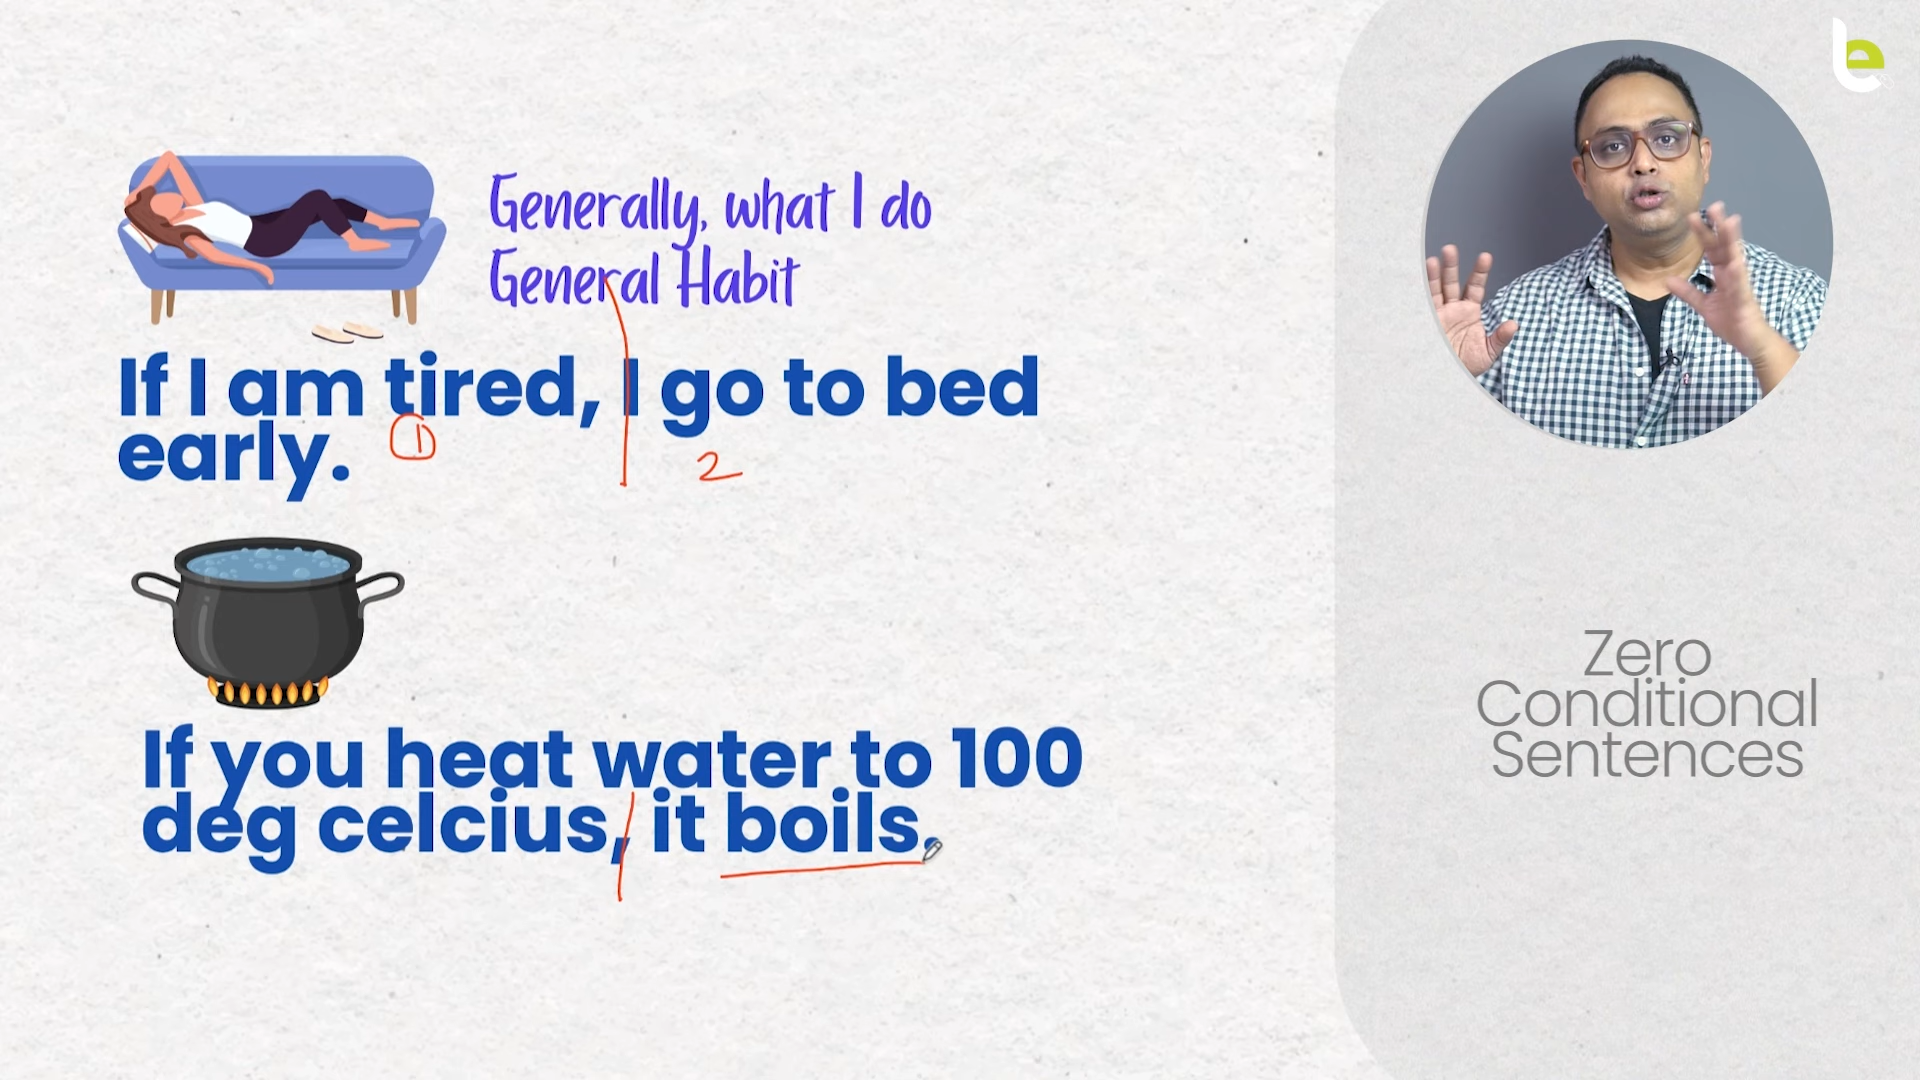 Generally, what I do
General Habit
If I am tired, I go to bed
early.
1
2
If you heat water to 100
deg celcius, it boils.
Zero
Conditional
Sentences
be